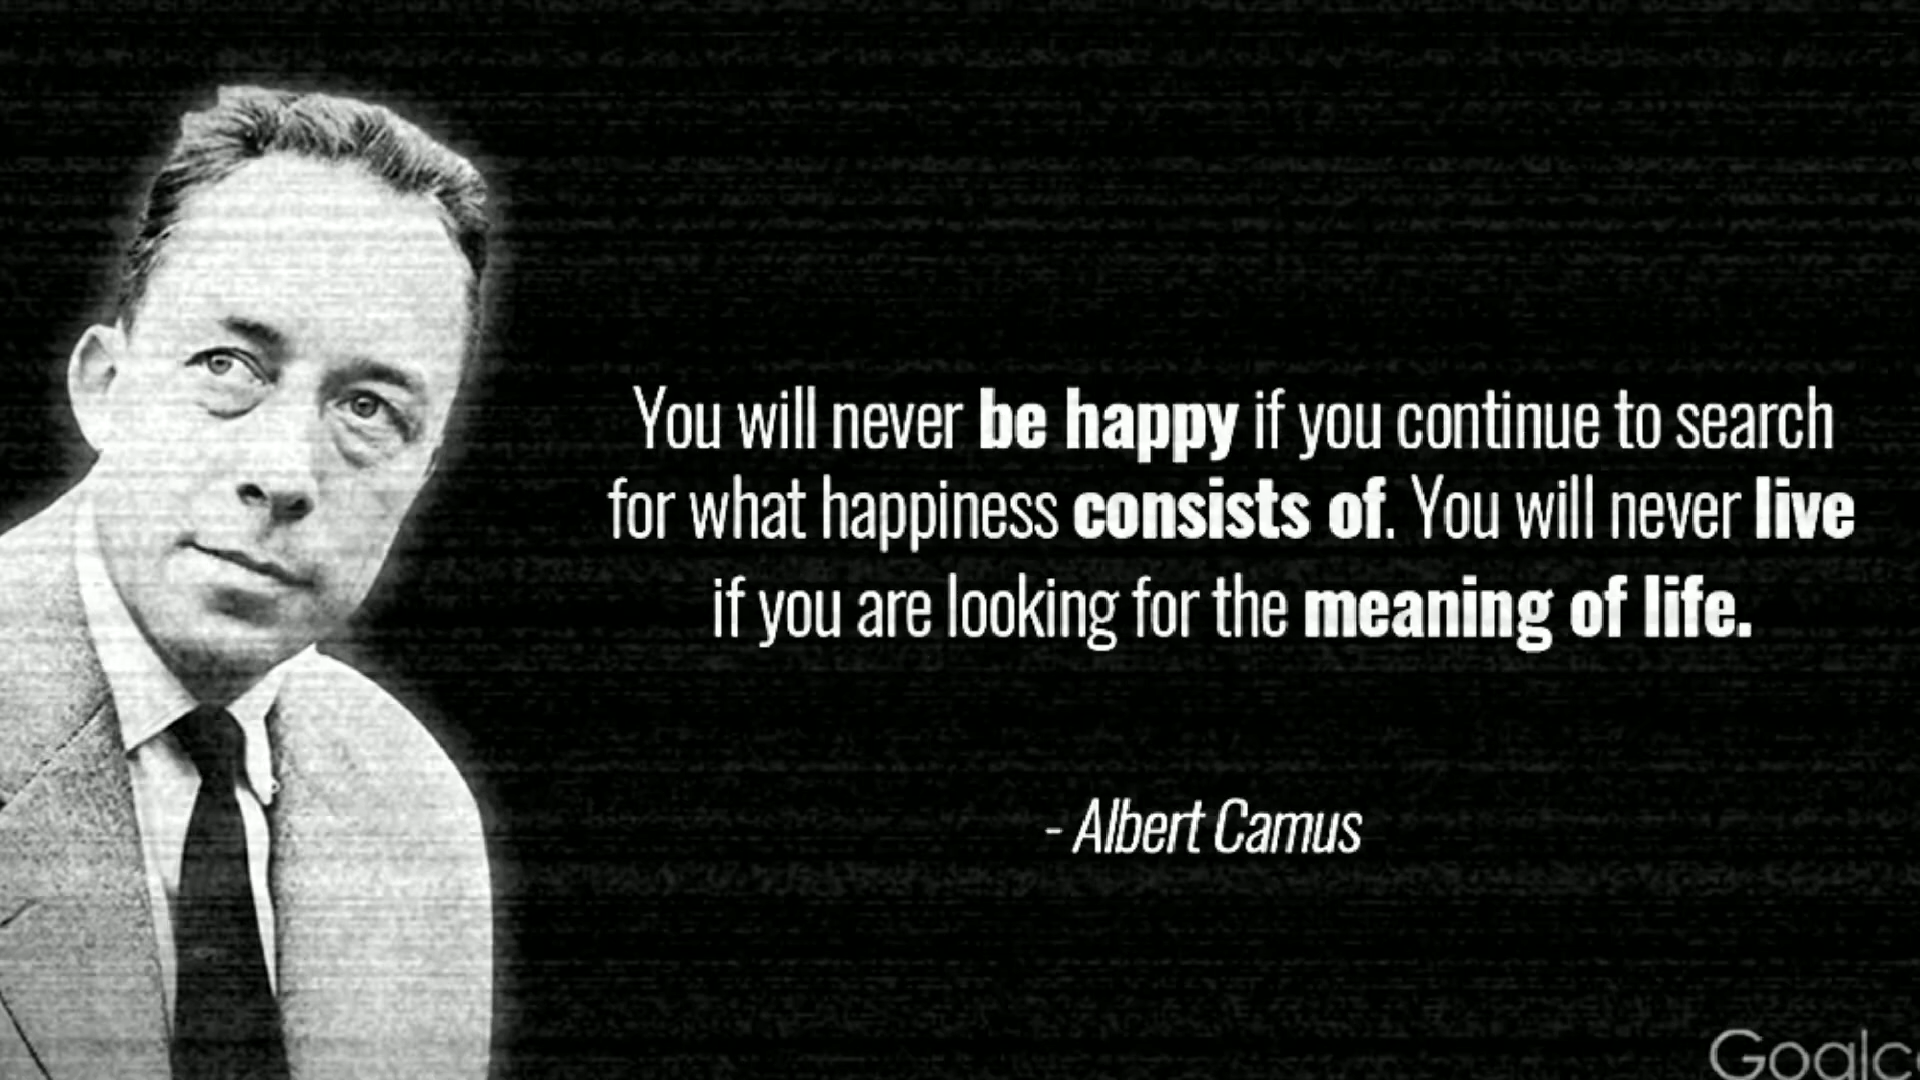 You will never be happy if you continue to search
for what happiness consists of. You will never live
if you are looking for the meaning of life.
- Albert Camus
Goalc